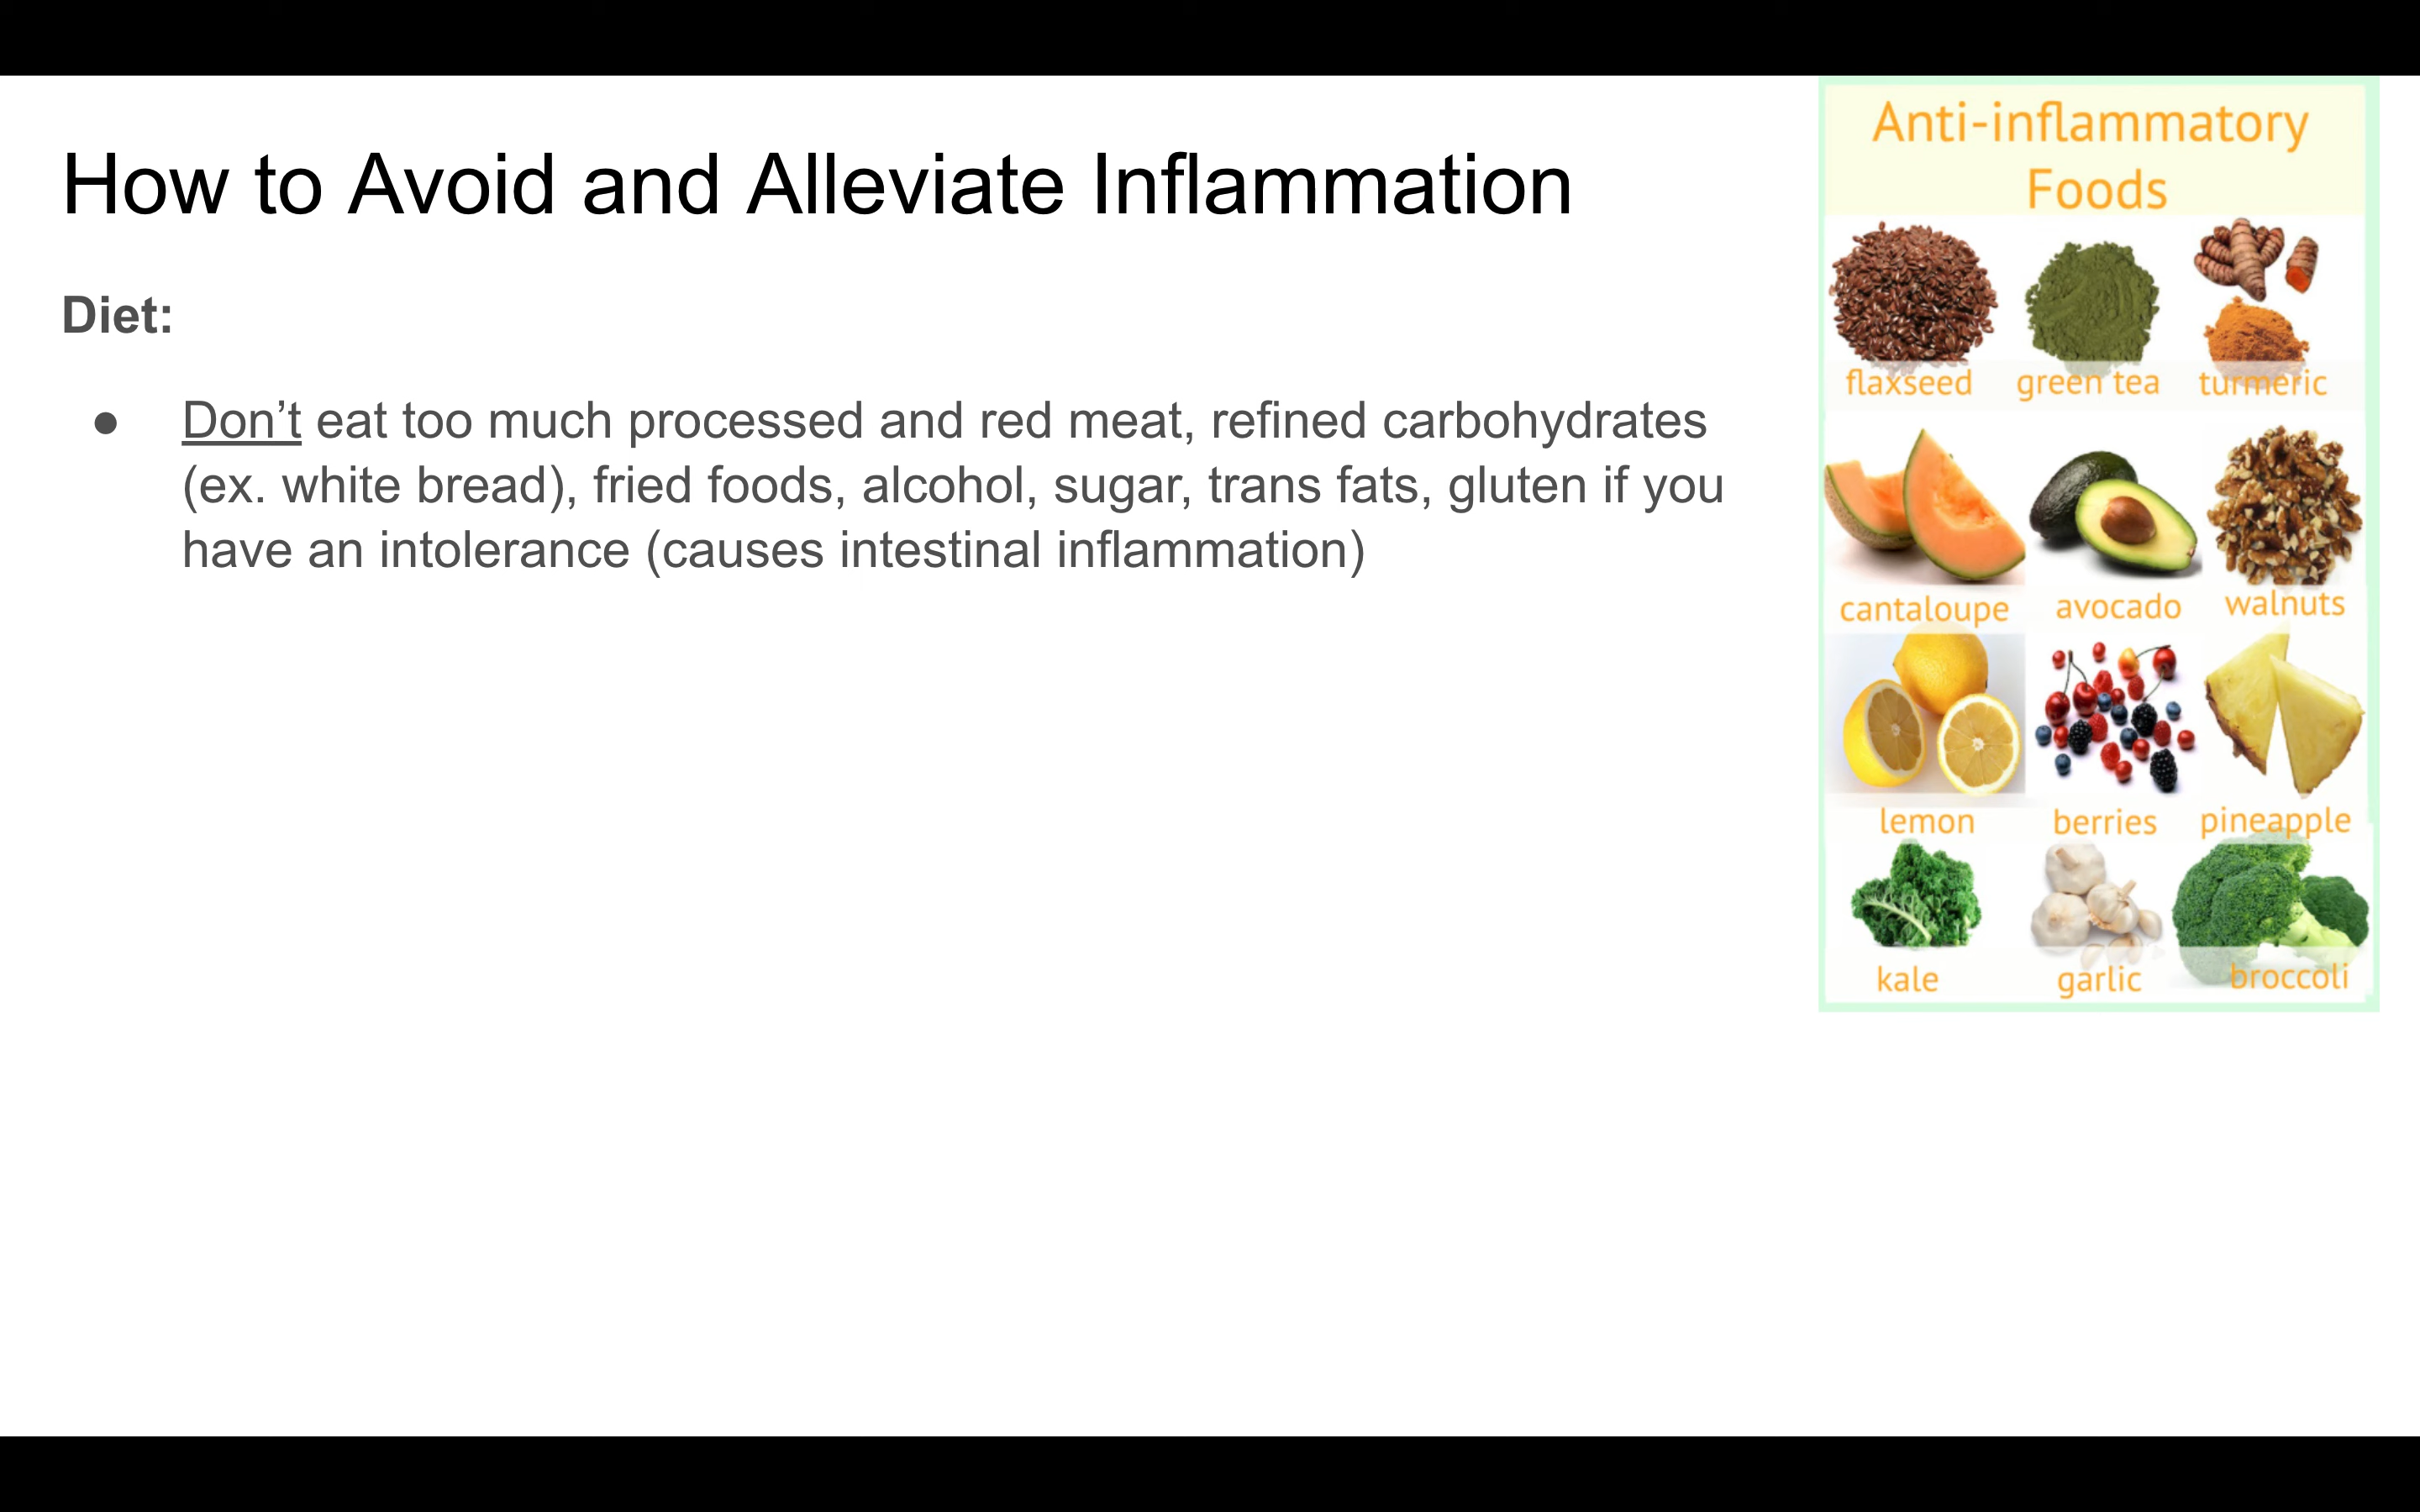 How to Avoid and Alleviate Inflammation
Diet:
● Don’t eat too much processed and red meat, refined carbohydrates
(ex. white bread), fried foods, alcohol, sugar, trans fats, gluten if you
have an intolerance (causes intestinal inflammation)
Anti-inflammatory
Foods
flaxseed green tea turmeric
cantaloupe avocado walnuts
lemon berries pineapple
kale garlic broccoli